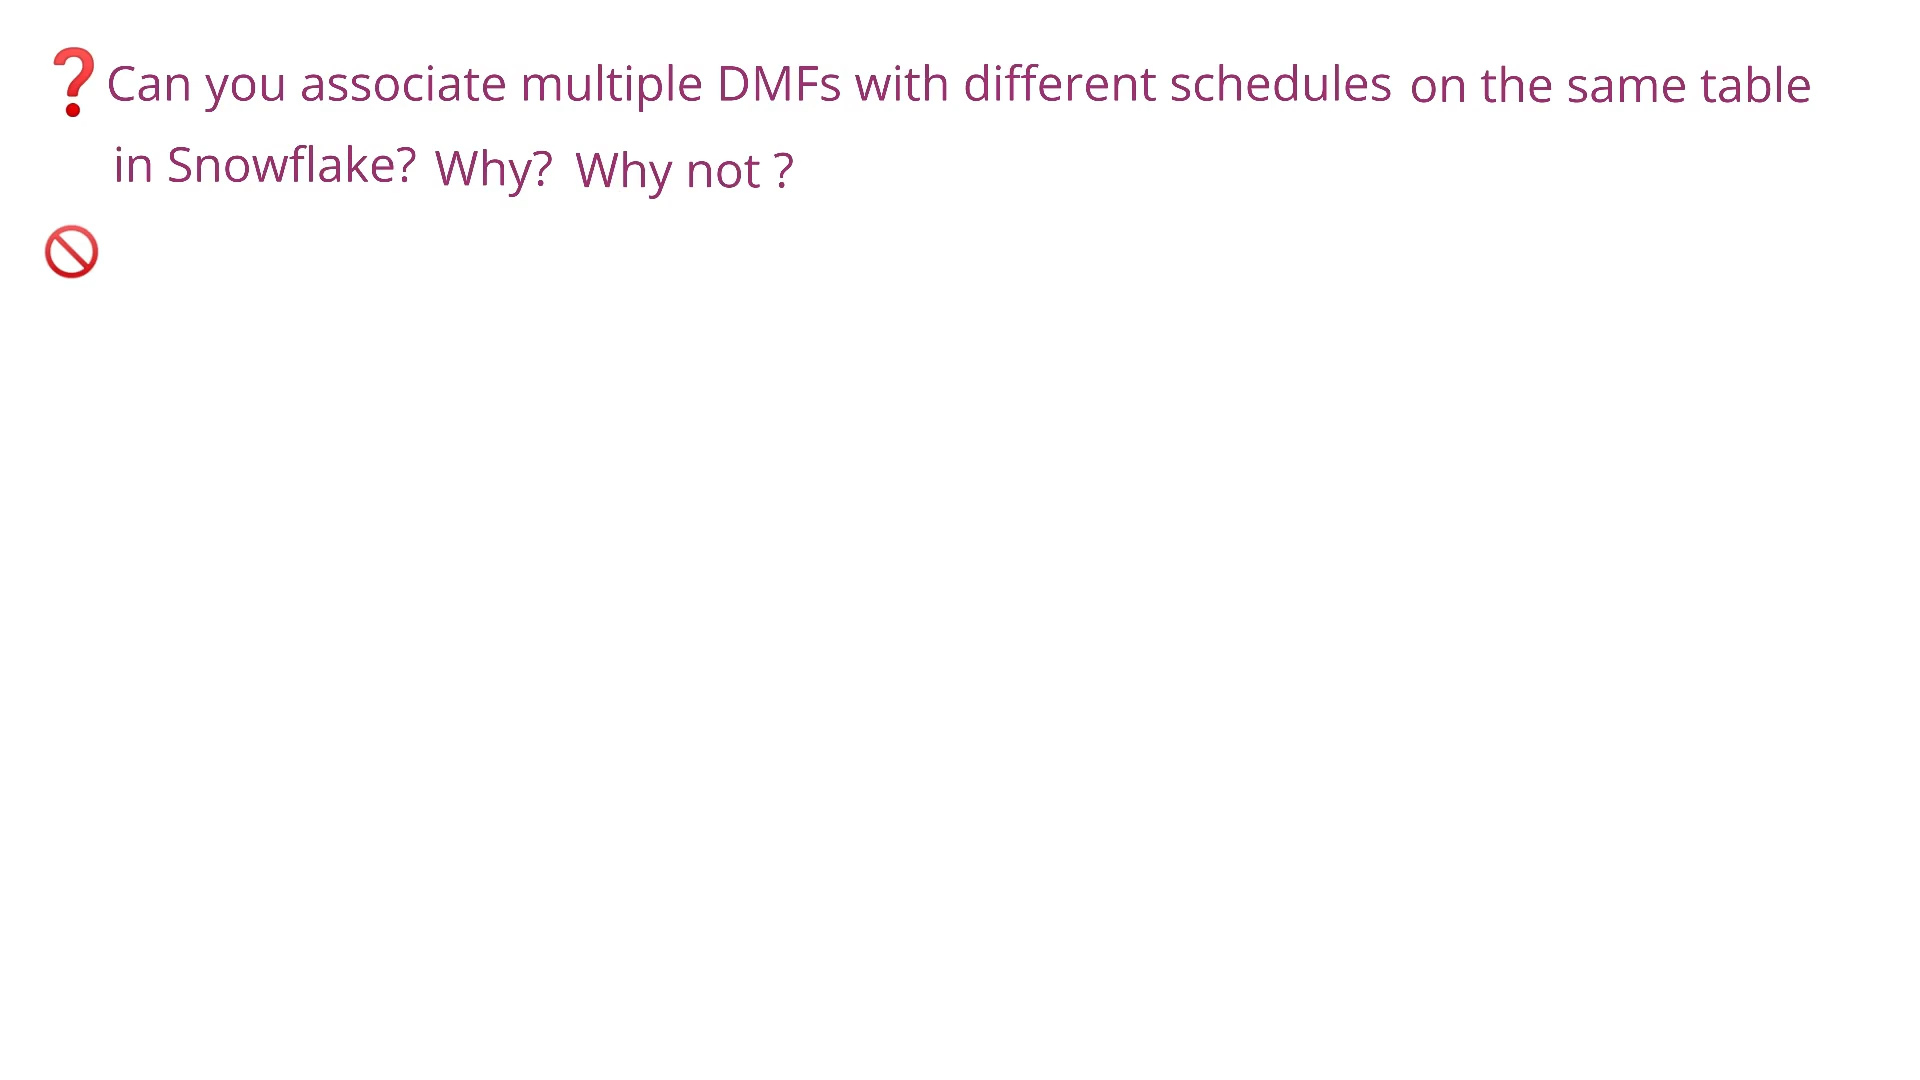 ❓Can you associate multiple DMFs with different schedules on the same table
in Snowflake? Why? Why not ?
🚫